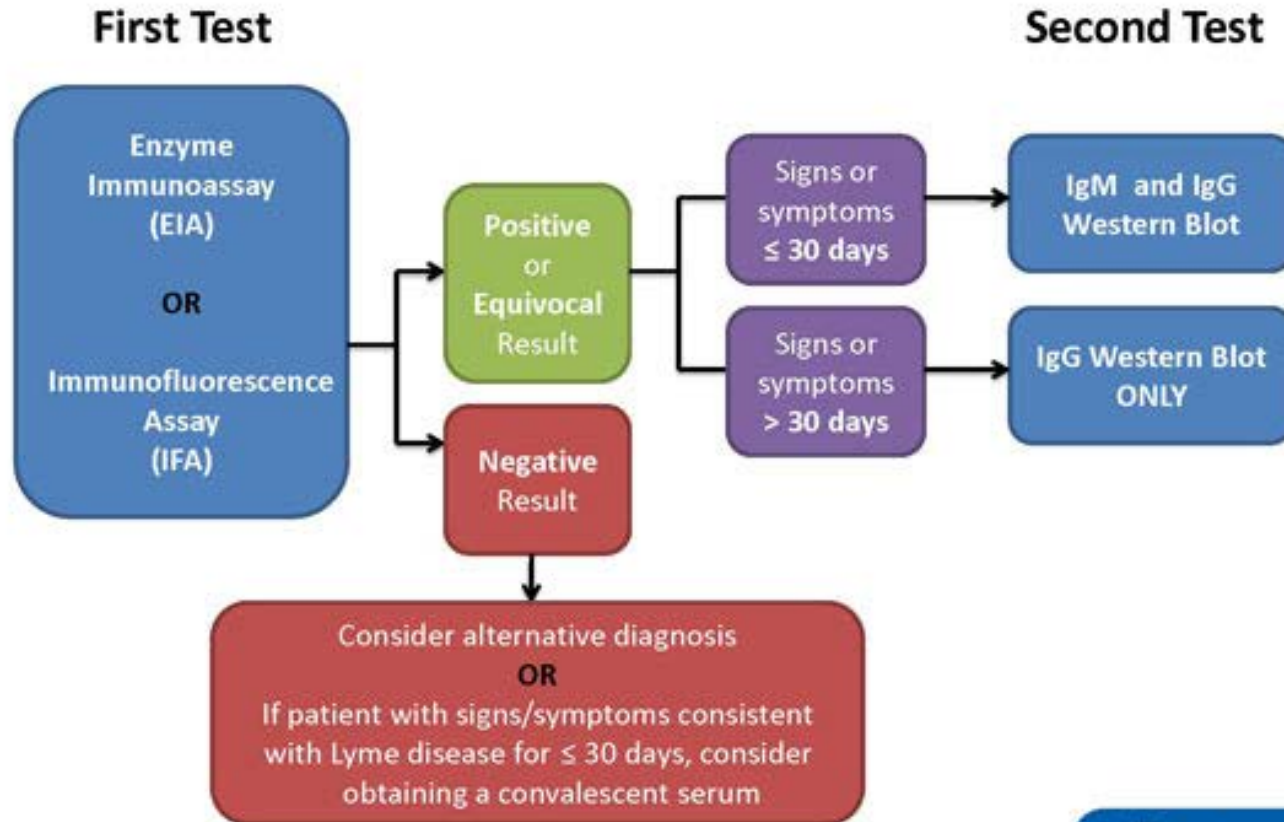 First Test
Second Test
Enzyme
Immunoassay
(EIA)
OR
Immunofluorescence
Assay
(IFA)
Positive
or
Equivocal
Result
Negative
Result
Signs or
symptoms
≤ 30 days
Signs or
symptoms
> 30 days
IgM and IgG
Western Blot
IgG Western Blot
ONLY
Consider alternative diagnosis
OR
If patient with signs/symptoms consistent
with Lyme disease for ≤ 30 days, consider
obtaining a convalescent serum